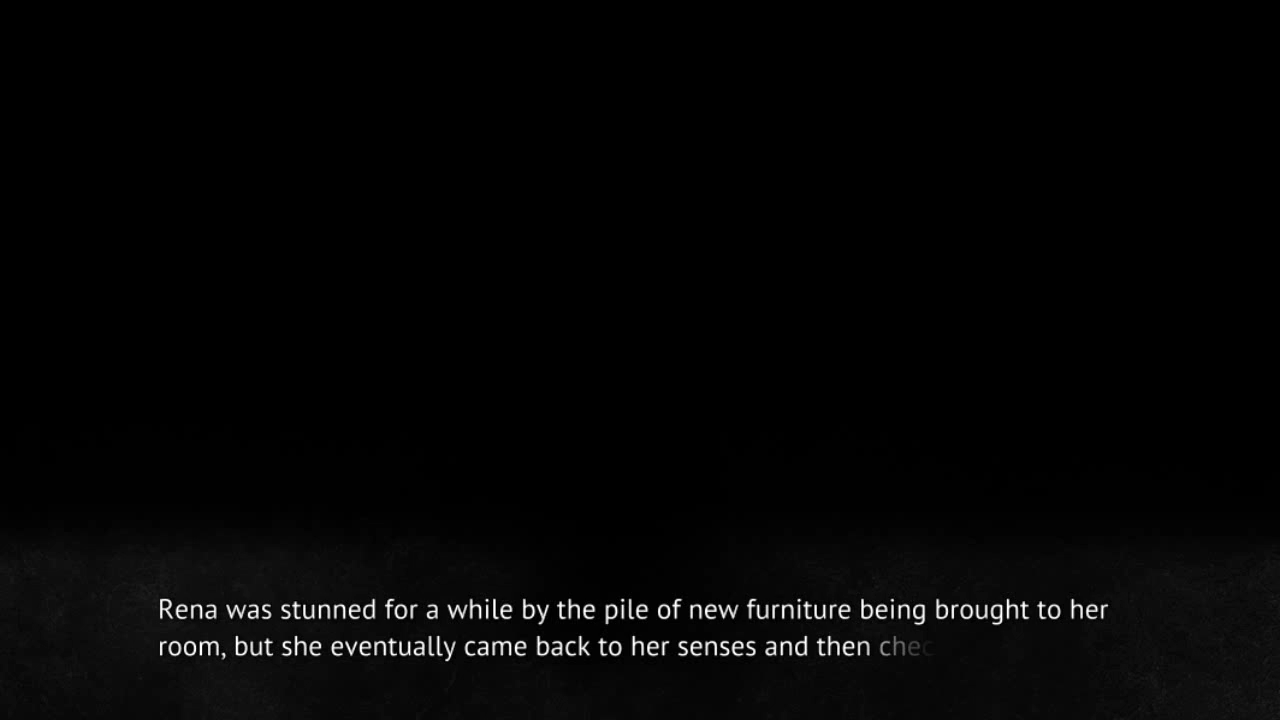 Rena was stunned for a while by the pile of new furniture being brought to her
room, but she eventually came back to her senses and then chec